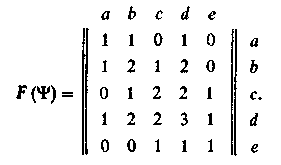 a b c d e
1 1 0 1 0 a
1 2 1 2 0 b
F (Ψ) = 0 1 2 2 1 c.
1 2 2 3 1 d
0 0 1 1 1 e